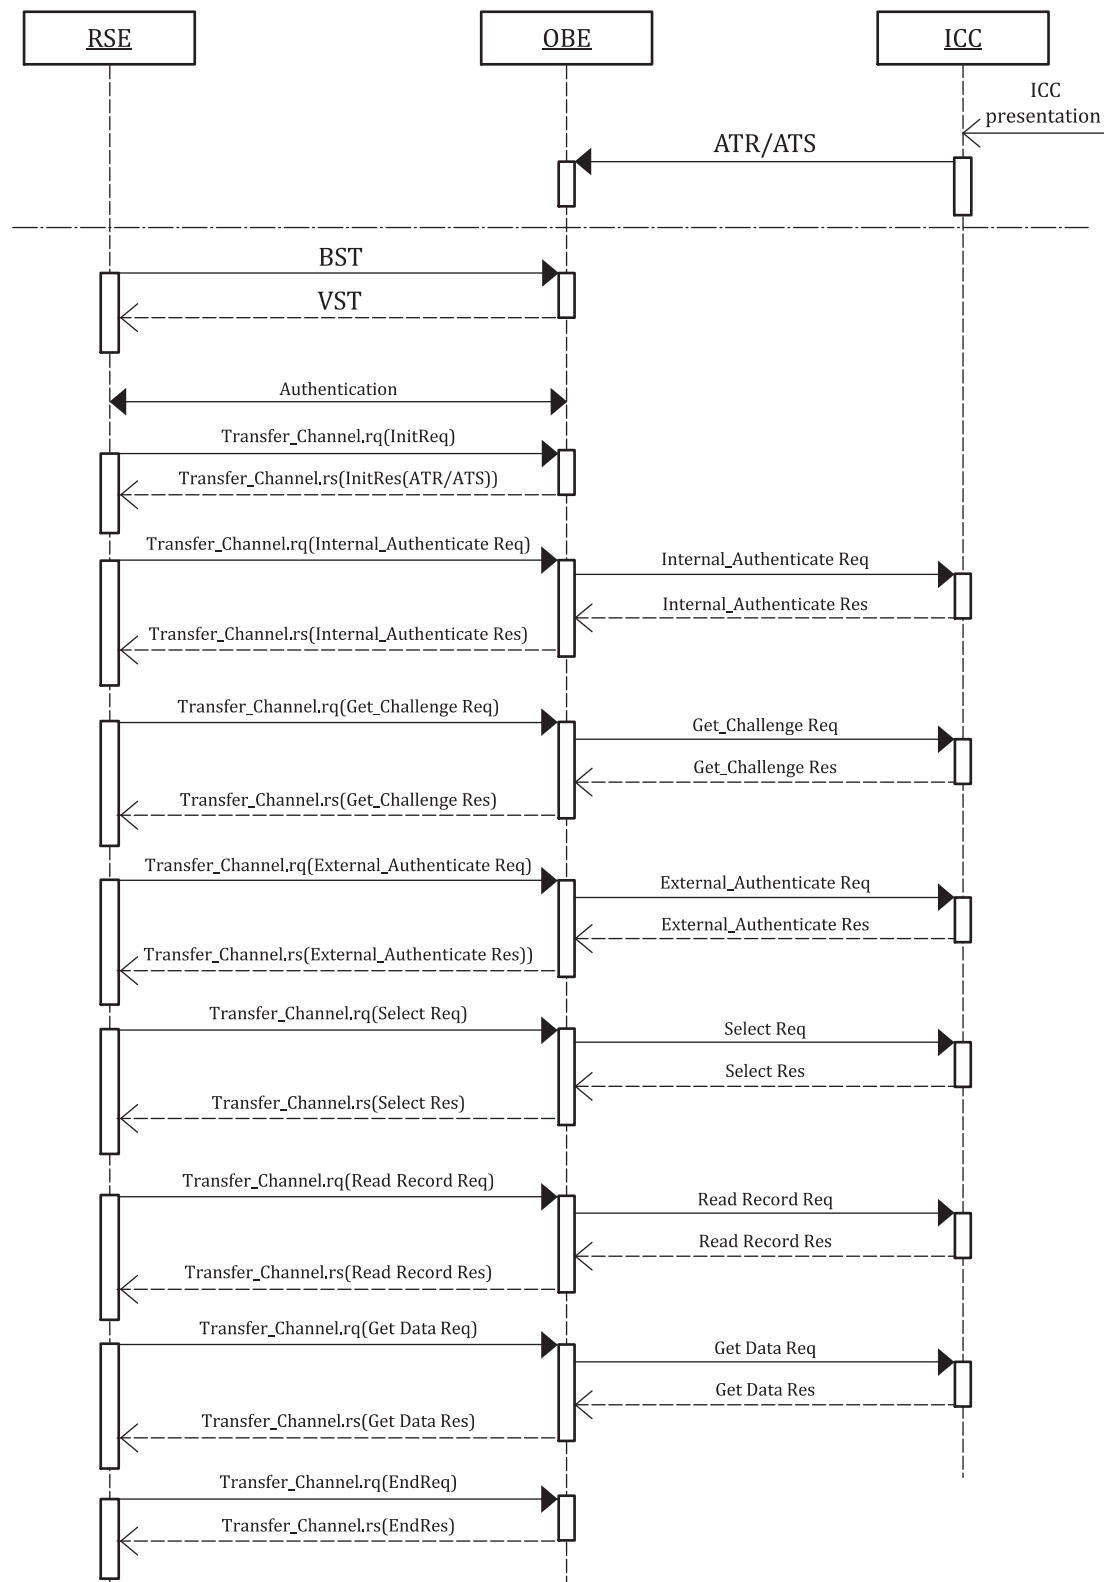 RSE
OBE
ICC
ICC
presentation
ATR/ATS
BST
VST
Authentication
Transfer_Channel.rq(InitReq)
Transfer_Channel.rs(InitRes(ATR/ATS))
Transfer_Channel.rq(Internal_Authenticate Req)
Internal_Authenticate Req
Internal_Authenticate Res
Transfer_Channel.rs(Internal_Authenticate Res)
Transfer_Channel.rq(Get_Challenge Req)
Get_Challenge Req
Get_Challenge Res
Transfer_Channel.rs(Get_Challenge Res)
Transfer_Channel.rq(External_Authenticate Req)
External_Authenticate Req
External_Authenticate Res
Transfer_Channel.rs(External_Authenticate Res))
Transfer_Channel.rq(Select Req)
Select Req
Select Res
Transfer_Channel.rs(Select Res)
Transfer_Channel.rq(Read Record Req)
Read Record Req
Read Record Res
Transfer_Channel.rs(Read Record Res)
Transfer_Channel.rq(Get Data Req)
Get Data Req
Get Data Res
Transfer_Channel.rs(Get Data Res)
Transfer_Channel.rq(EndReq)
Transfer_Channel.rs(EndRes)